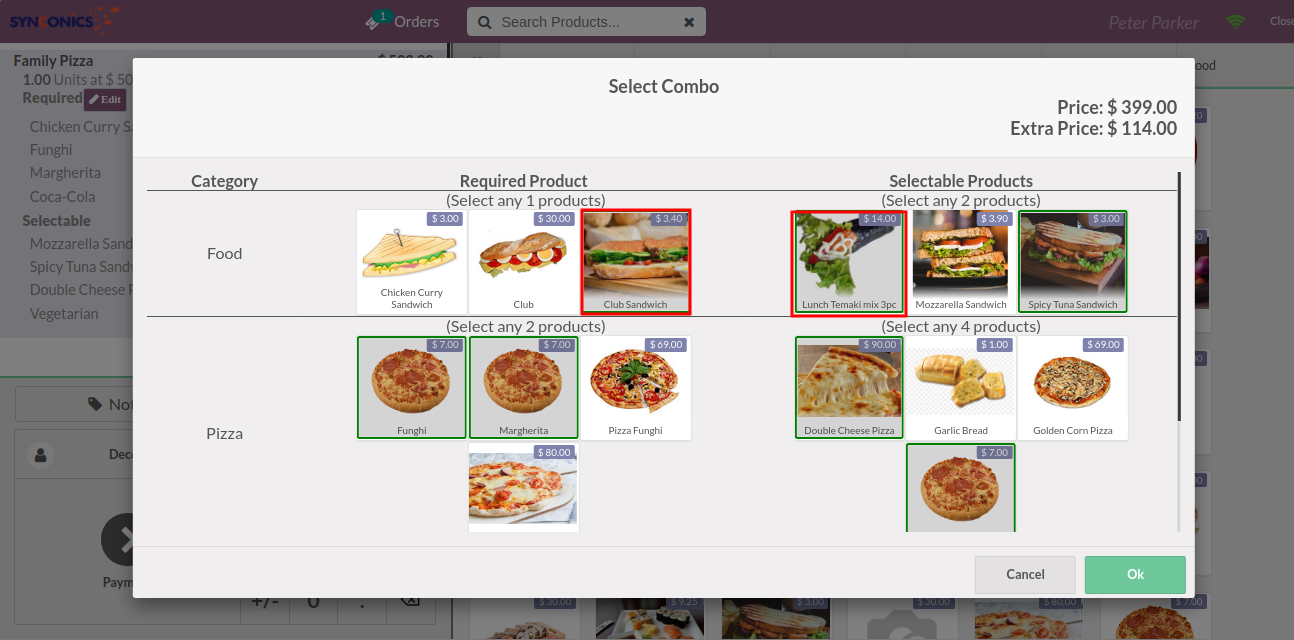 SYNCONICS
1
Orders
Search Products...
Peter Parker
Close
Family Pizza
1.00 Units at $ 50
Required
Edit
Chicken Curry Sa
Funghi
Margherita
Coca-Cola
Selectable
Mozzarella Sand
Spicy Tuna Sandw
Double Cheese P
Vegetarian
Not
Dec
Paym
+/-
0
.
ood
Select Combo
Price: $ 399.00
Extra Price: $ 114.00
Category
Required Product
Selectable Products
(Select any 1 products)
(Select any 2 products)
Food
$ 3.00
Chicken Curry
Sandwich
$ 30.00
Club
$ 3.40
Club Sandwich
$ 14.00
Lunch Temaki mix 3pc
$ 3.90
Mozzarella Sandwich
$ 3.00
Spicy Tuna Sandwich
(Select any 2 products)
(Select any 4 products)
Pizza
$ 7.00
Funghi
$ 7.00
Margherita
$ 69.00
Pizza Funghi
$ 90.00
Double Cheese Pizza
$ 1.00
Garlic Bread
$ 69.00
Golden Corn Pizza
$ 80.00
$ 7.00
Cancel
Ok
$ 30.00
$ 9.25
$ 3.00
$ 30.00
$ 80.00
$ 7.00